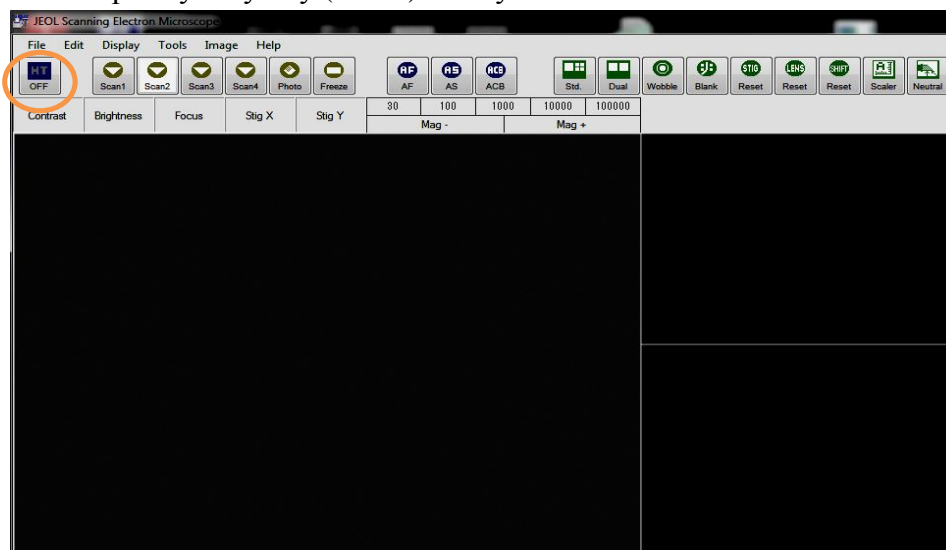 JEOL Scanning Electron Microscope
File Edit Display Tools Image Help
HT AF AS ACB STIG LENS SHIFT
OFF Scan1 Scan2 Scan3 Scan4 Photo Freeze AF AS ACB Std. Dual Wobble Blank Reset Reset Reset Scaler Neutral
Contrast Brightness Focus Stig X Stig Y 30 100 1000 10000 100000
Mag - Mag +